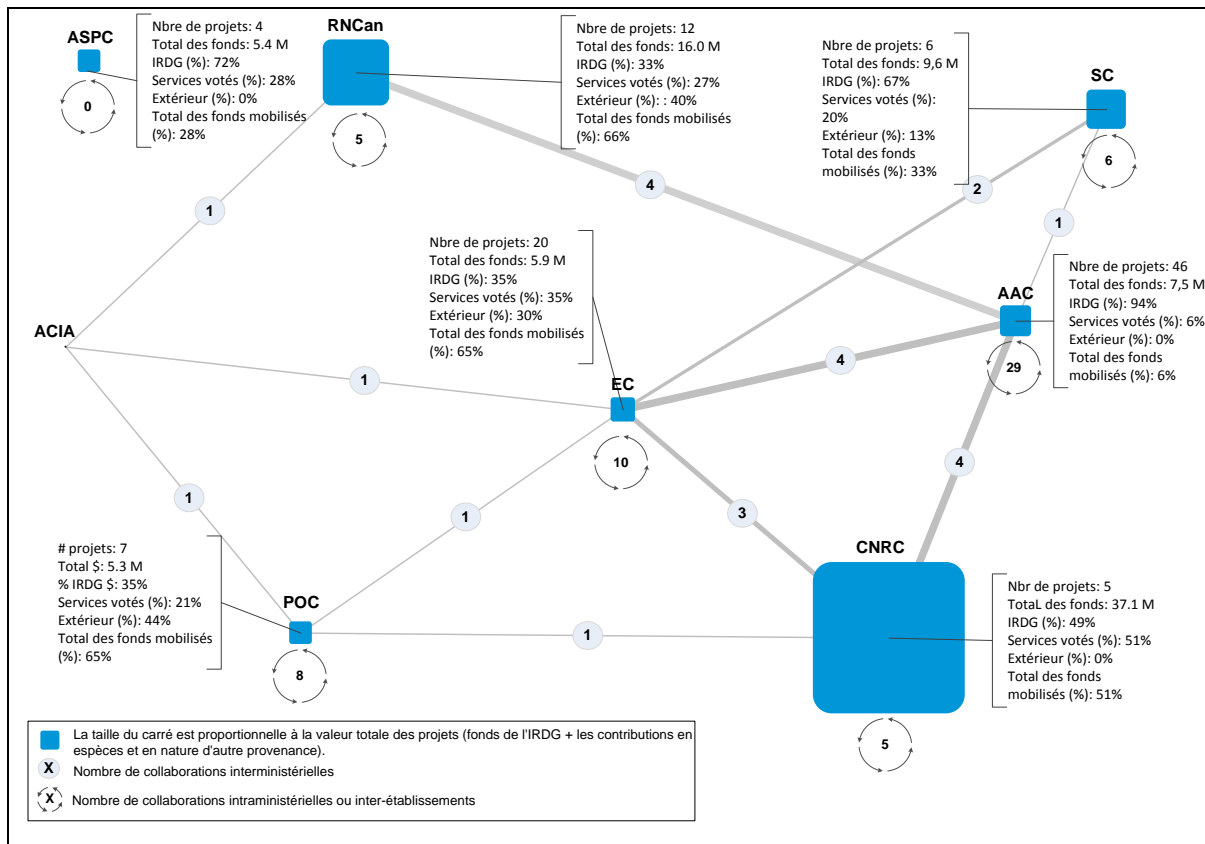 ASPC
0
Nbre de projets: 4
Total des fonds: 5.4 M
IRDG (%): 72%
Services votés (%): 28%
Extérieur (%): 0%
Total des fonds mobilisés
(%): 28%
RNCan
5
Nbre de projets: 12
Total des fonds: 16.0 M
IRDG (%): 33%
Services votés (%): 27%
Extérieur (%): : 40%
Total des fonds mobilisés
(%): 66%
Nbre de projets: 6
Total des fonds: 9,6 M
IRDG (%): 67%
Services votés (%):
20%
Extérieur (%): 13%
Total des fonds
mobilisés (%): 33%
SC
6
1
4
2
1
Nbre de projets: 20
Total des fonds: 5.9 M
IRDG (%): 35%
Services votés (%): 35%
Extérieur (%): 30%
Total des fonds mobilisés
(%): 65%
EC
10
AAC
29
Nbre de projets: 46
Total des fonds: 7,5 M
IRDG (%): 94%
Services votés (%): 6%
Extérieur (%): 0%
Total des fonds
mobilisés (%): 6%
ACIA
1
4
1
1
3
4
# projets: 7
Total $: 5.3 M
% IRDG $: 35%
Services votés (%): 21%
Extérieur (%): 44%
Total des fonds mobilisés
(%): 65%
POC
8
1
CNRC
5
Nbr de projets: 5
TotaL des fonds: 37.1 M
IRDG (%): 49%
Services votés (%): 51%
Extérieur (%): 0%
Total des fonds
mobilisés (%): 51%
La taille du carré est proportionnelle à la valeur totale des projets (fonds de l'IRDG + les contributions en
espèces et en nature d'autre provenance).
X Nombre de collaborations interministérielles
X Nombre de collaborations intraministérielles ou inter-établissements